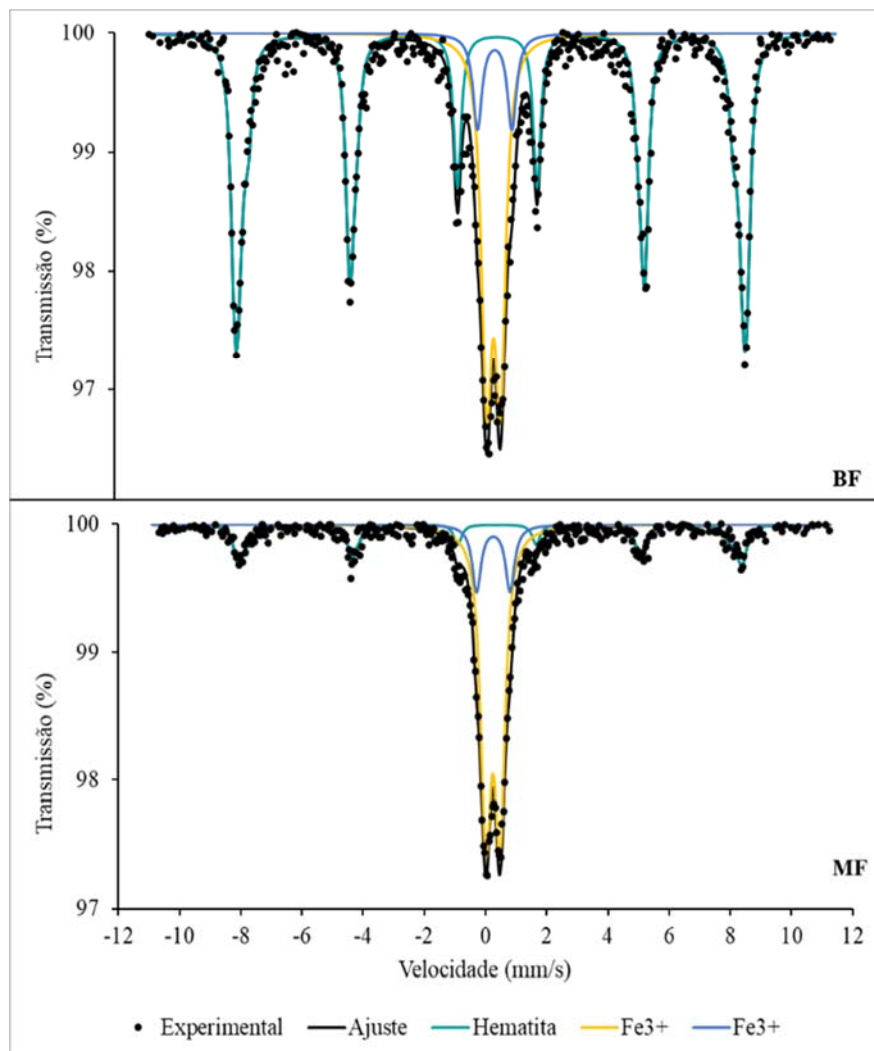 100
99
98
97
Transmissão (%)
BF
100
99
98
97
Transmissão (%)
MF
-12 -10 -8 -6 -4 -2 0 2 4 6 8 10 12
Velocidade (mm/s)
Experimental Ajuste Hematita Fe3+ Fe3+